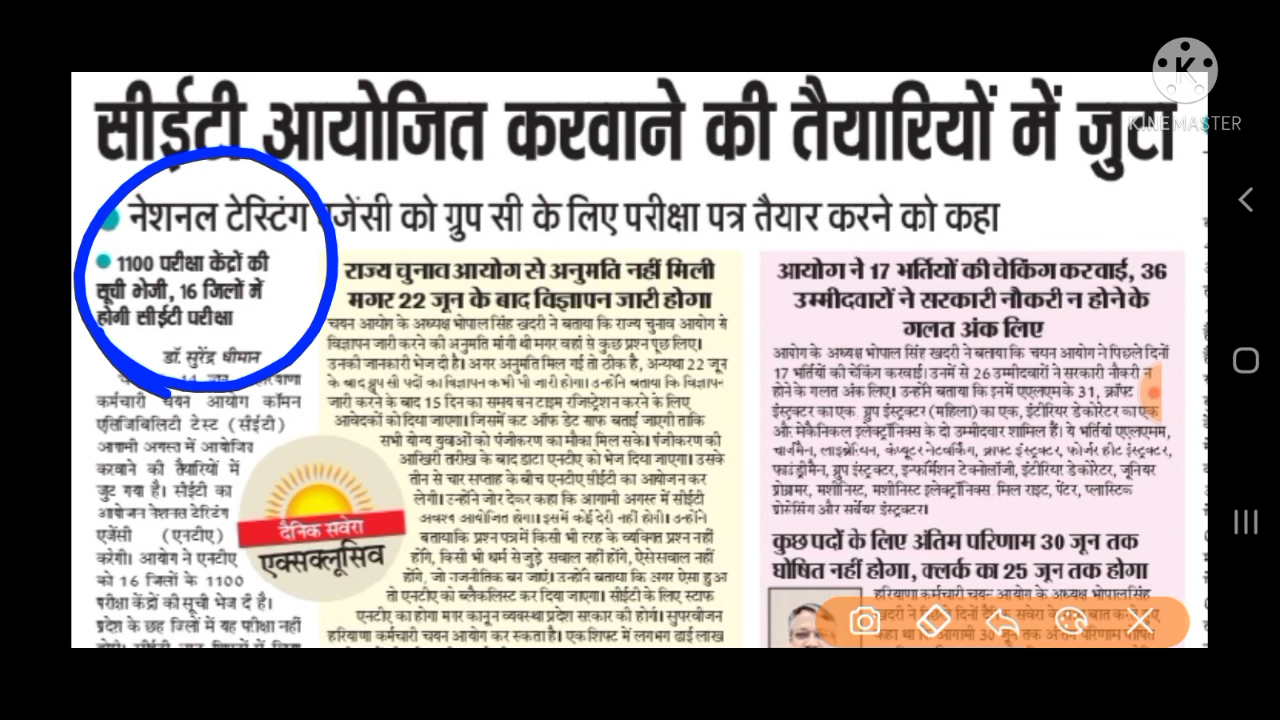 सीईटी आयोजित करवाने की तैयारियों में जुटा
KINEMASTER
नेशनल टेस्टिंग एजेंसी को ग्रुप सी के लिए परीक्षा पत्र तैयार करने को कहा
1100 परीक्षा केंद्रों की
सूची भेजी, 16 जिलों में
होगी सीईटी परीक्षा
डॉ. सुरेंद्र धीमान
हरियाणा
कर्मचारी चयन आयोग कॉमन
एलिजिबिलिटी टेस्ट (सीईटी)
आगामी अगस्त में आयोजित
करवाने की तैयारियों में
जुट गया है। सीईटी का
आयोजन नेशनल टेस्टिंग
एजेंसी (एनटीए)
करेगी। आयोग ने एनटीए
को 16 जिलों के 1100
परीक्षा केंद्रों की सूची भेज दी है।
प्रदेश के छह जिलों में यह परीक्षा नहीं
दैनिक सवेरा
एक्सक्लूसिव
राज्य चुनाव आयोग से अनुमति नहीं मिली
मगर 22 जून के बाद विज्ञापन जारी होगा
चयन आयोग के अध्यक्ष भोपाल सिंह खदरी ने बताया कि राज्य चुनाव आयोग से
विज्ञापन जारी करने की अनुमति मांगी थी मगर वहां से कुछ प्रश्न पूछ लिए।
उनकी जानकारी भेज दी है। अगर अनुमति मिल गई तो ठीक है, अन्यथा 22 जून
के बाद ग्रुप सी पदों का विज्ञापन कभी भी जारी होगा। उन्होंने बताया कि विज्ञापन
जारी करने के बाद 15 दिन का समय वन टाइम रजिस्ट्रेशन करने के लिए
आवेदकों को दिया जाएगा। जिसमें कट ऑफ डेट साफ बताई जाएगी ताकि
सभी योग्य युवाओं को पंजीकरण का मौका मिल सके। पंजीकरण की
आखिरी तारीख के बाद डाटा एनटीए को भेज दिया जाएगा। उसके
तीन से चार सप्ताह के बीच एनटीए सीईटी का आयोजन कर
लेगी। उन्होंने जोर देकर कहा कि आगामी अगस्त में सीईटी
अवश्य आयोजित होगा। इसमें कोई देरी नहीं होगी। उन्होंने
बताया कि प्रश्न पत्र में किसी भी तरह के व्यक्तिगत प्रश्न नहीं
होंगे, किसी भी धर्म से जुड़े सवाल नहीं होंगे, ऐसे सवाल नहीं
होंगे, जो राजनीतिक बन जाएं। उन्होंने बताया कि अगर ऐसा हुआ
तो एनटीए को ब्लैकलिस्ट कर दिया जाएगा। सीईटी के लिए स्टाफ
एनटीए का होगा मगर कानून व्यवस्था प्रदेश सरकार की होगी। सुपरवीजन
हरियाणा कर्मचारी चयन आयोग कर सकता है। एक शिफ्ट में लगभग ढाई लाख
आयोग ने 17 भर्तियों की चेकिंग करवाई, 36
उम्मीदवारों ने सरकारी नौकरी न होने के
गलत अंक लिए
आयोग के अध्यक्ष भोपाल सिंह खदरी ने बताया कि चयन आयोग ने पिछले दिनों
17 भर्तियों की चेकिंग करवाई। उनमें से 26 उम्मीदवारों ने सरकारी नौकरी न
होने के गलत अंक लिए। उन्होंने बताया कि इनमें एएलएम के 31, क्राफ्ट
इंस्ट्रक्टर का एक, ग्रुप इंस्ट्रक्टर (महिला) का एक, इंटीरियर डेकोरेटर का एक
और मैकेनिकल इलेक्ट्रॉनिक्स के दो उम्मीदवार शामिल हैं। ये भर्तियां एएलएम,
चार्जमैन, लाइब्रेरियन, कंप्यूटर नेटवर्किंग, क्राफ्ट इंस्ट्रक्टर, फोर्जर हीट इंस्ट्रक्टर,
फाउंड्रीमैन, ग्रुप इंस्ट्रक्टर, इन्फॉर्मेशन टेक्नोलॉजी, इंटीरियर डेकोरेटर, जूनियर
प्रोग्रामर, मशीनिस्ट, मशीनिस्ट इलेक्ट्रॉनिक्स, मिल राइट, पेंटर, प्लास्टिक
प्रोसेसिंग और सर्वेयर इंस्ट्रक्टर।
कुछ पदों के लिए अंतिम परिणाम 30 जून तक
घोषित नहीं होगा, क्लर्क का 25 जून तक होगा
हरियाणा कर्मचारी चयन आयोग के अध्यक्ष भोपाल सिंह